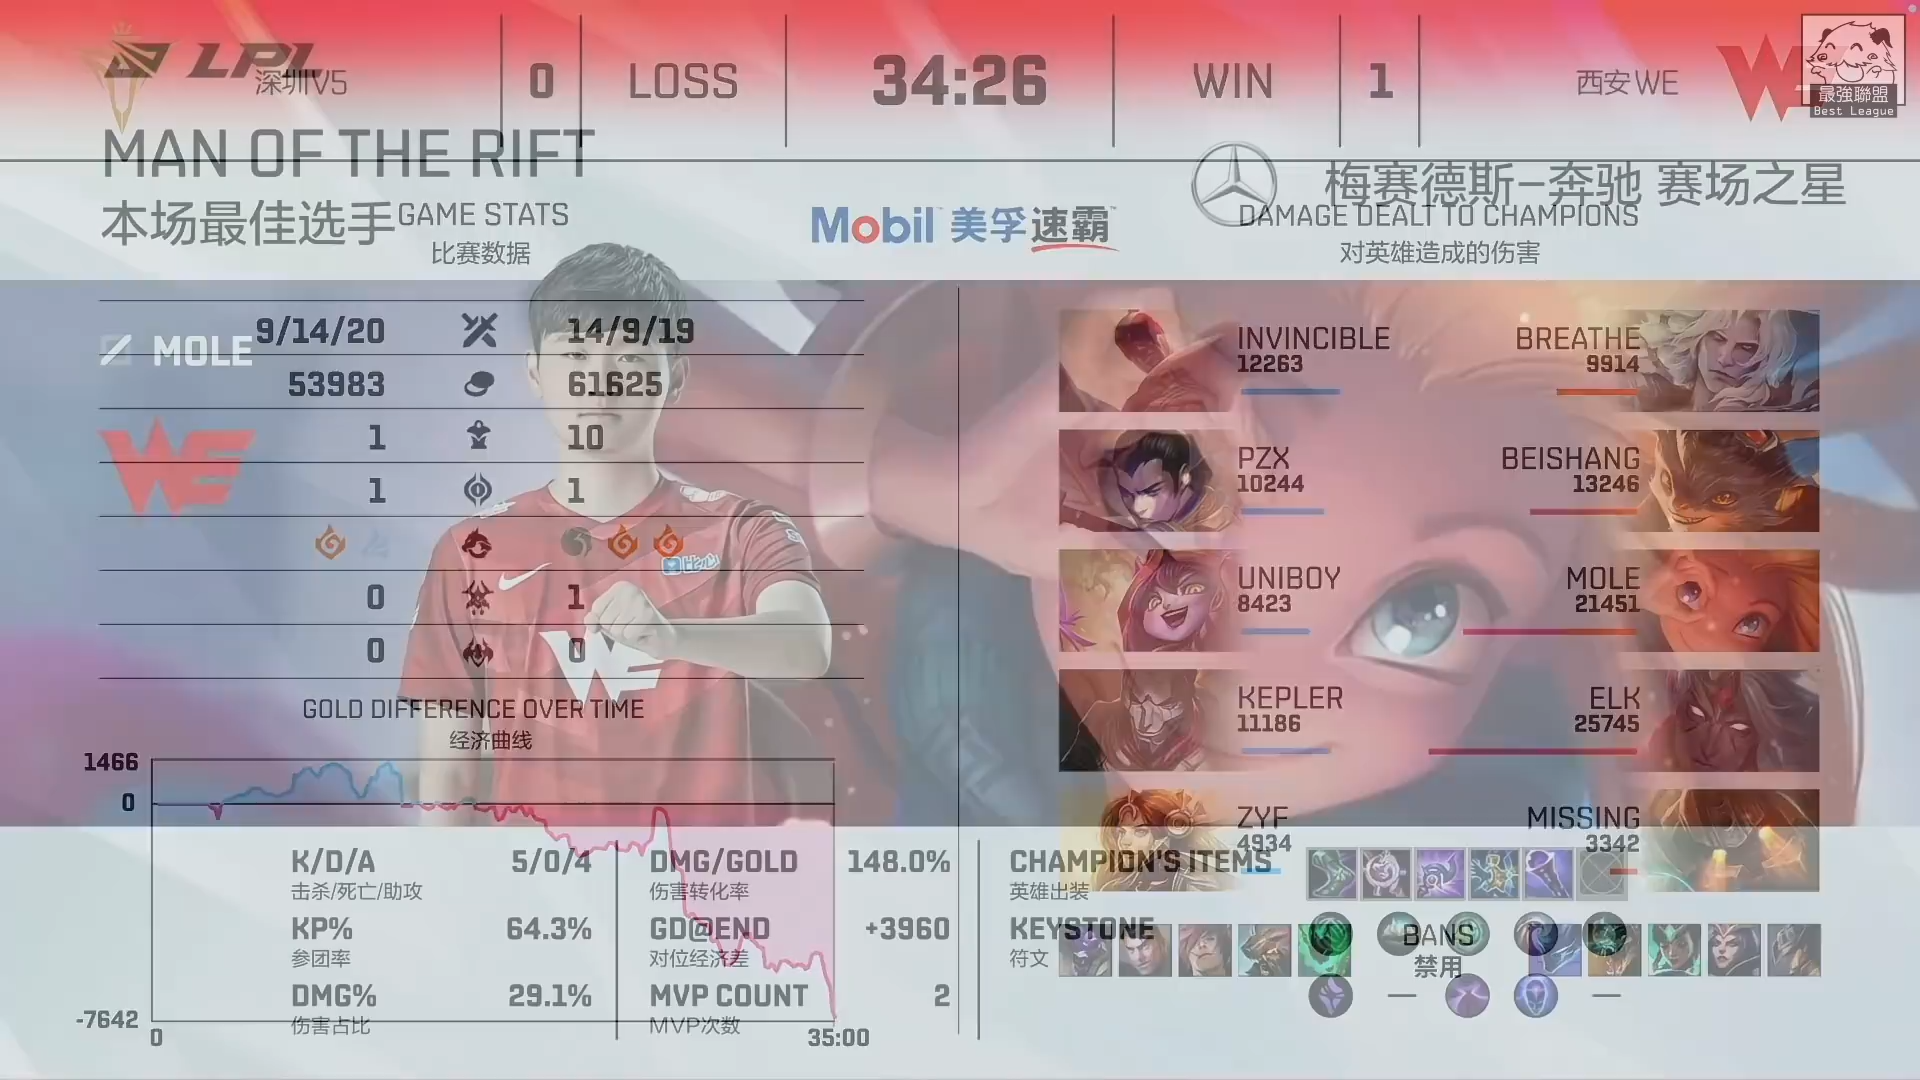 LPL
深圳V5
0
LOSS
34:26
WIN
1
西安WE
WE
最強聯盟
Best League
MAN OF THE RIFT
本场最佳选手
梅赛德斯-奔驰 赛场之星
GAME STATS
比赛数据
Mobil 美孚速霸
DAMAGE DEALT TO CHAMPIONS
对英雄造成的伤害
MOLE
WE
9/14/20
14/9/19
53983
61625
1
10
1
1
比心
0
1
0
0
WE
INVINCIBLE
12263
BREATHE
9914
PZX
10244
BEISHANG
13246
UNIBOY
8423
MOLE
21451
KEPLER
11186
ELK
25745
ZYF
4934
MISSING
3342
GOLD DIFFERENCE OVER TIME
经济曲线
1466
0
-7642
0
35:00
K/D/A
击杀/死亡/助攻
5/0/4
KP%
参团率
64.3%
DMG%
伤害占比
29.1%
DMG/GOLD
伤害转化率
148.0%
GD@END
对位经济差
+3960
MVP COUNT
MVP次数
2
CHAMPION'S ITEMS
英雄出装
KEYSTONE
符文
BANS
禁用